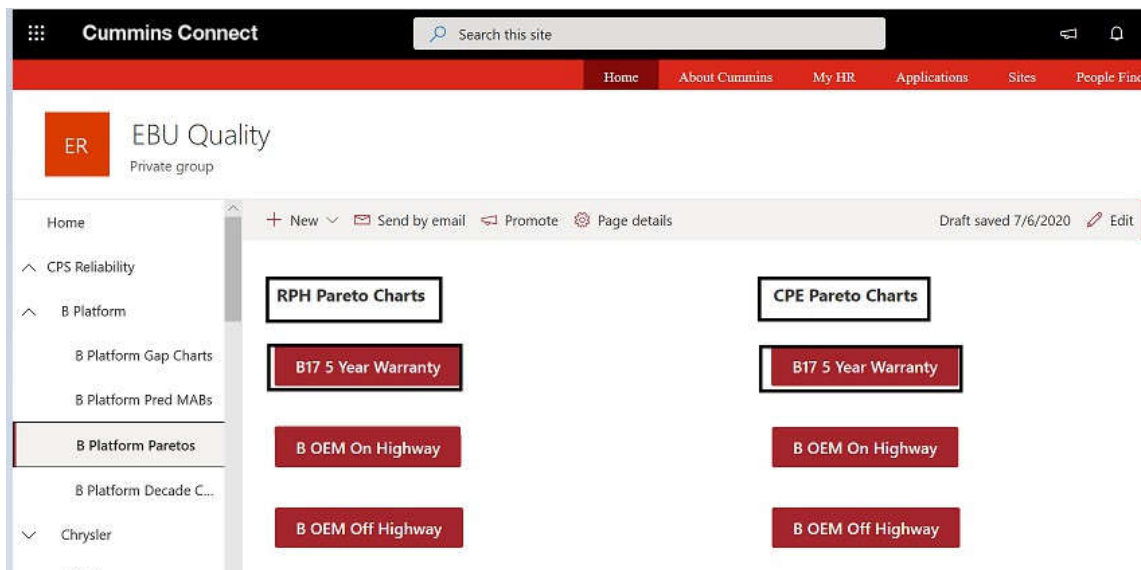 Cummins Connect
Search this site
Home About Cummins My HR Applications Sites People Finc
ER
EBU Quality
Private group
Home
New Send by email Promote Page details Draft saved 7/6/2020 Edit
CPS Reliability
B Platform
B Platform Gap Charts
B Platform Pred MABs
B Platform Paretos
B Platform Decade C...
Chrysler
RPH Pareto Charts
B17 5 Year Warranty
B OEM On Highway
B OEM Off Highway
CPE Pareto Charts
B17 5 Year Warranty
B OEM On Highway
B OEM Off Highway